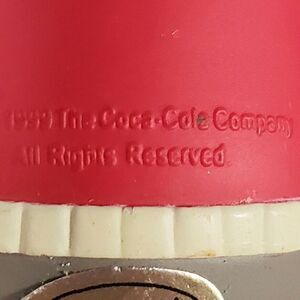 The Coca-Cola Company
All Rights Reserved.